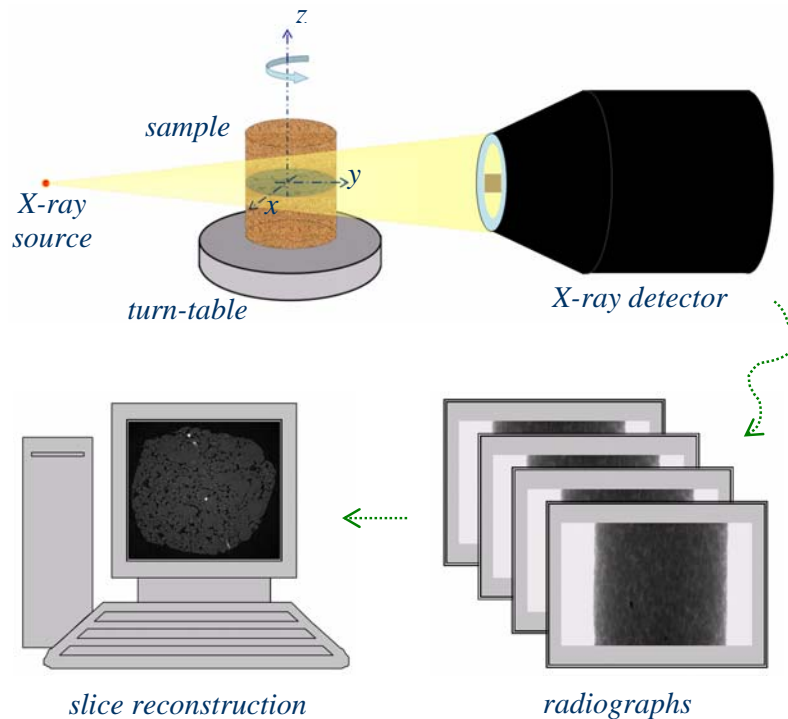 z
sample
y
x
X-ray
source
turn-table
X-ray detector
slice reconstruction
radiographs